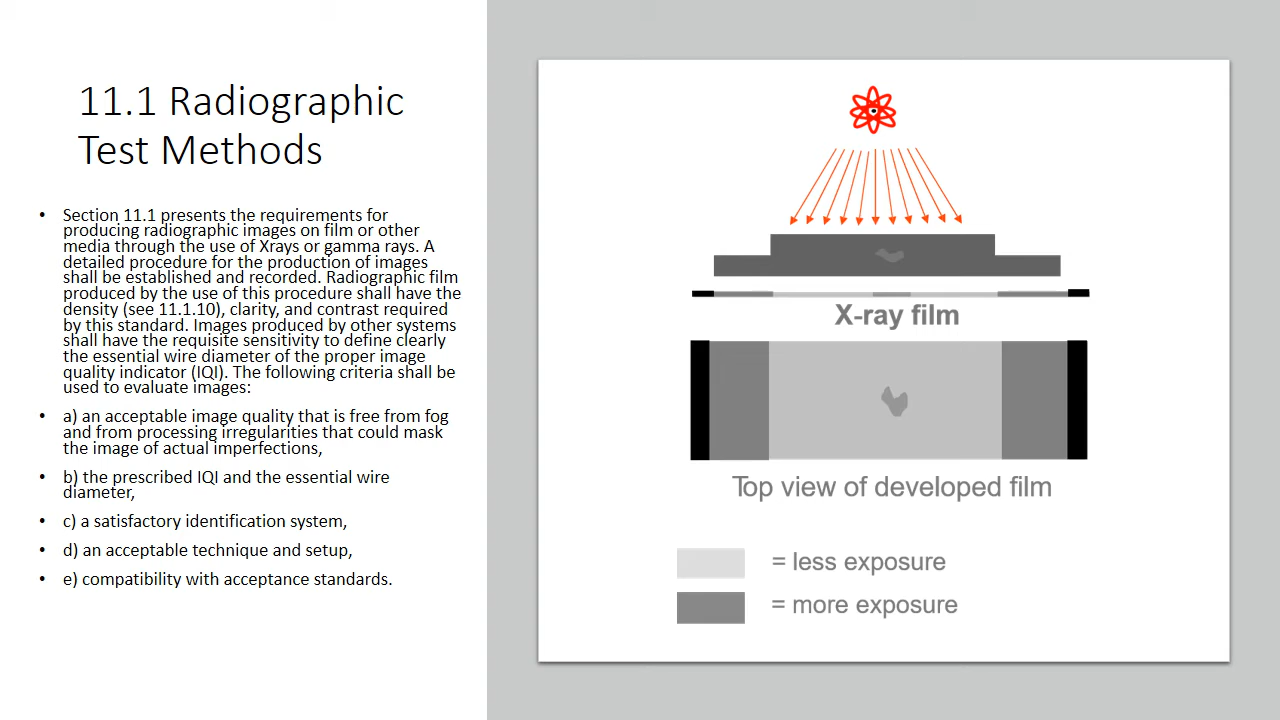 11.1 Radiographic
Test Methods
• Section 11.1 presents the requirements for
producing radiographic images on film or other
media through the use of Xrays or gamma rays. A
detailed procedure for the production of images
shall be established and recorded. Radiographic film
produced by the use of this procedure shall have the
density (see 11.1.10), clarity, and contrast required
by this standard. Images produced by other systems
shall have the requisite sensitivity to define clearly
the essential wire diameter of the proper image
quality indicator (IQI). The following criteria shall be
used to evaluate images:
• a) an acceptable image quality that is free from fog
and from processing irregularities that could mask
the image of actual imperfections,
• b) the prescribed IQI and the essential wire
diameter,
• c) a satisfactory identification system,
• d) an acceptable technique and setup,
• e) compatibility with acceptance standards.
X-ray film
Top view of developed film
= less exposure
= more exposure